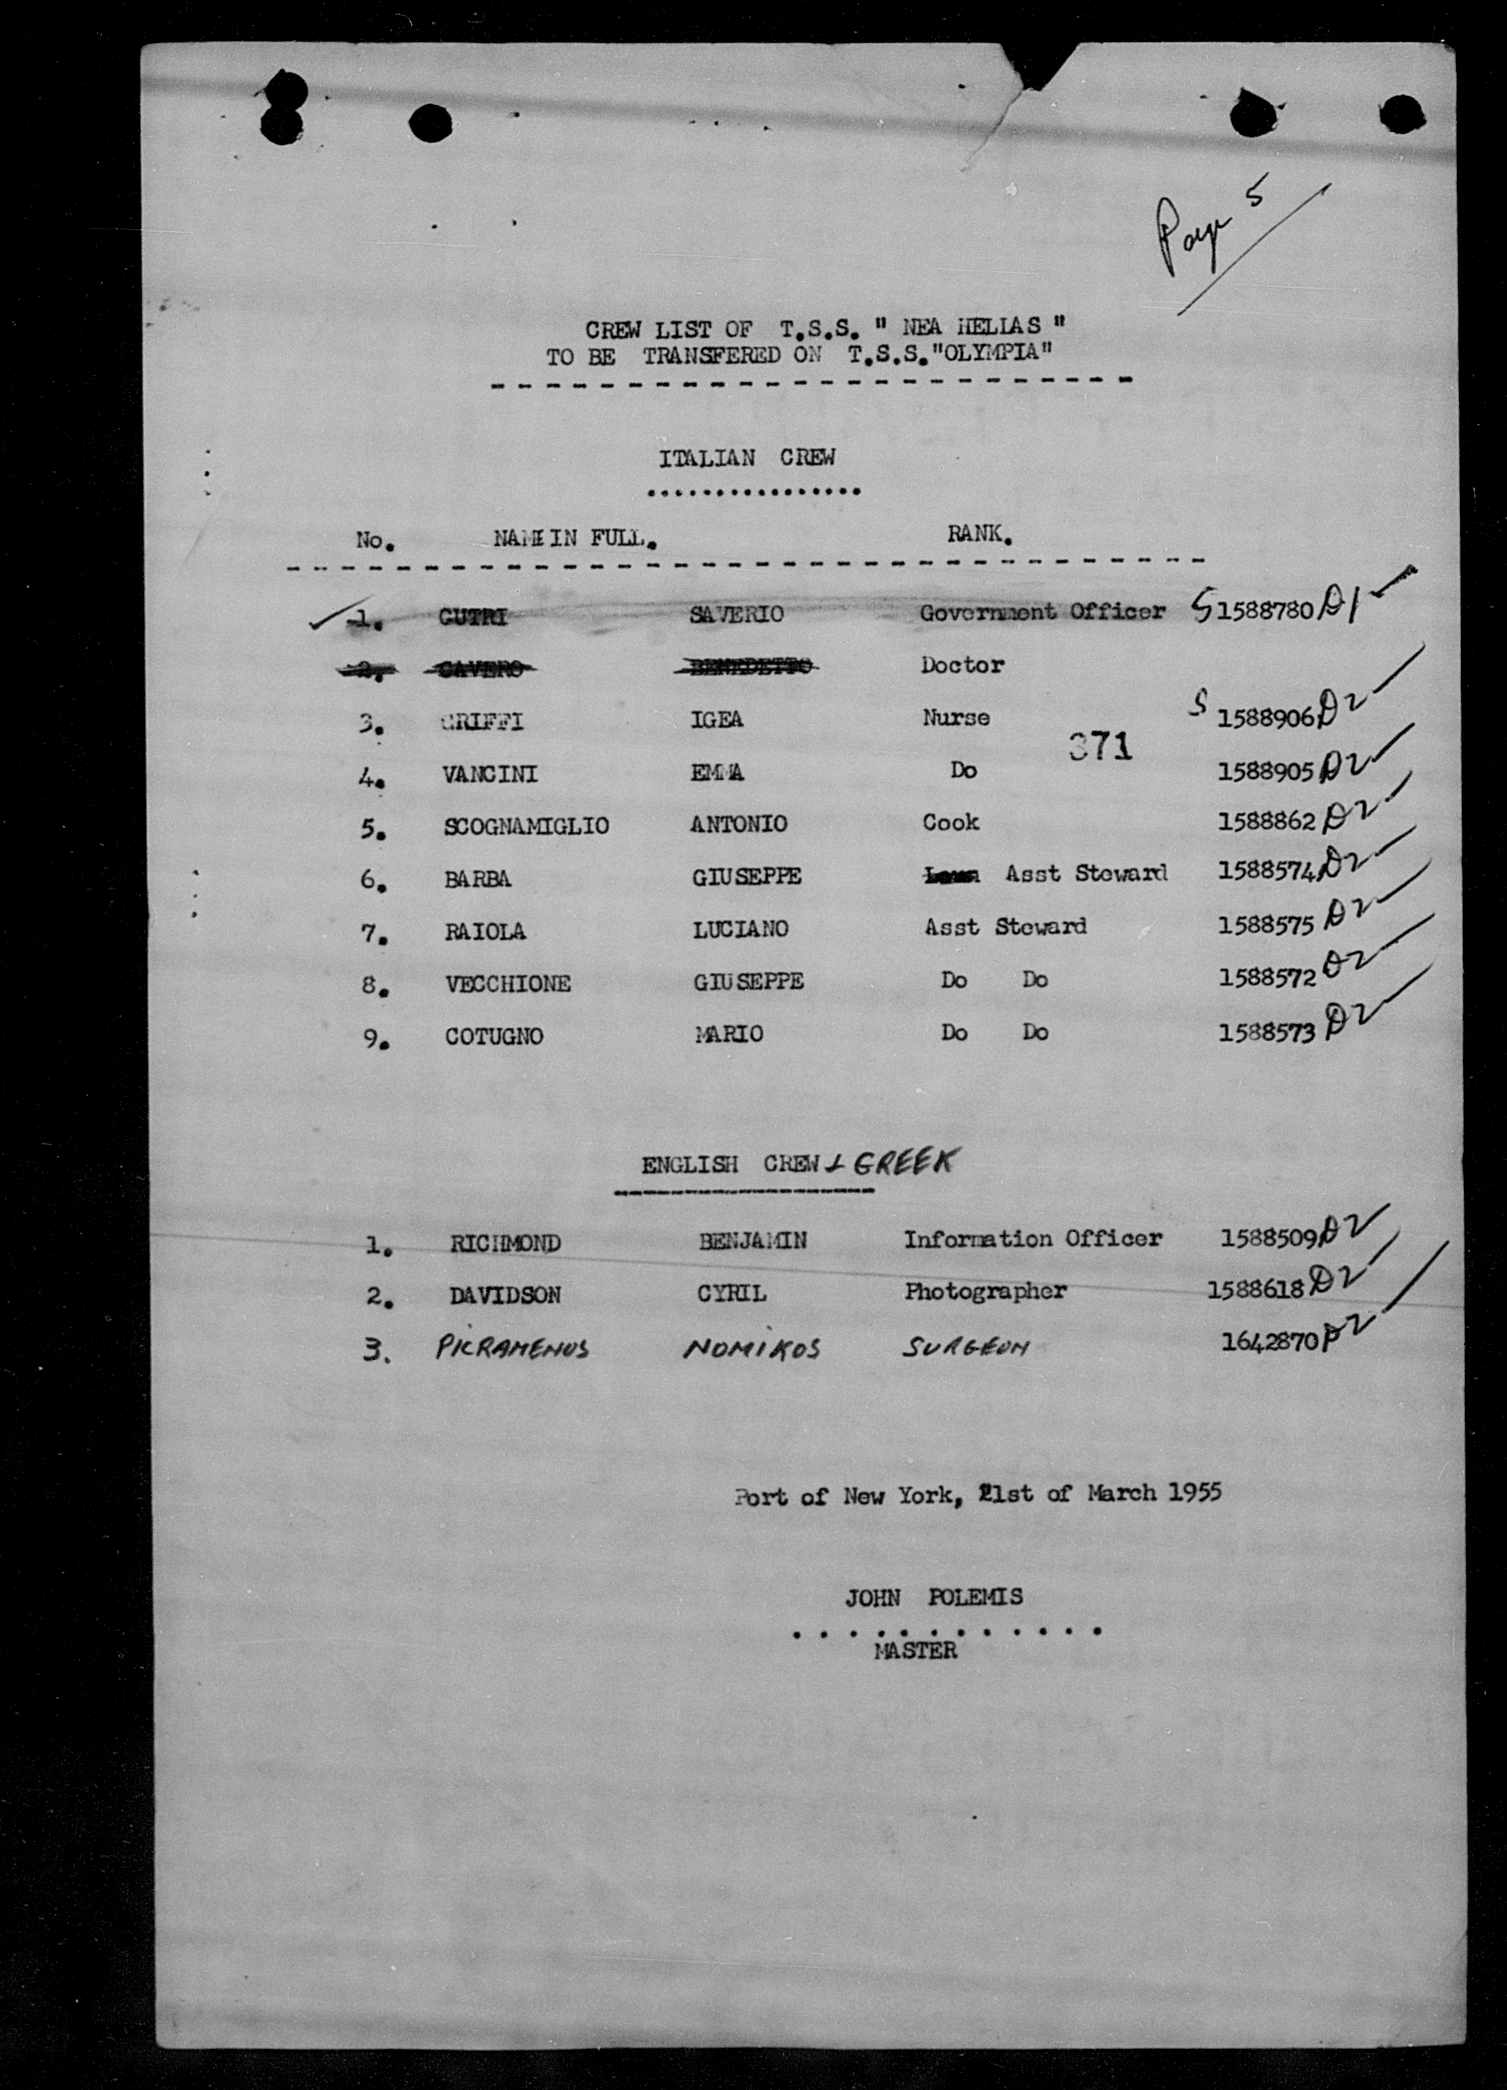 Page 5
CREW LIST OF T.S.S. " NEA HELIAS "
TO BE TRANSFERED ON T.S.S."OLYMPIA"
ITALIAN CREW
No. NAME IN FULL. RANK.
1. CUTRI SAVERIO Government Officer S 1588780 D1
2. CAVERO BENEDETTO Doctor
3. GRIFFI IGEA Nurse S 1588906 D2
371
4. VANCINI EMMA Do 1588905 D2
5. SCOGNAMIGLIO ANTONIO Cook 1588862 D2
6. BARBA GIUSEPPE Asst Steward 1588574 D2
7. RAIOLA LUCIANO Asst Steward 1588575 D2
8. VECCHIONE GIUSEPPE Do Do 1588572 D2
9. COTUGNO MARIO Do Do 1588573 D2
ENGLISH CREW & GREEK
1. RICHMOND BENJAMIN Information Officer 1588509 D2
2. DAVIDSON CYRIL Photographer 1588618 D2
3. PICRAMENOS NOMIKOS SURGEON 1642870 D2
Port of New York, 21st of March 1955
JOHN POLEMIS
MASTER